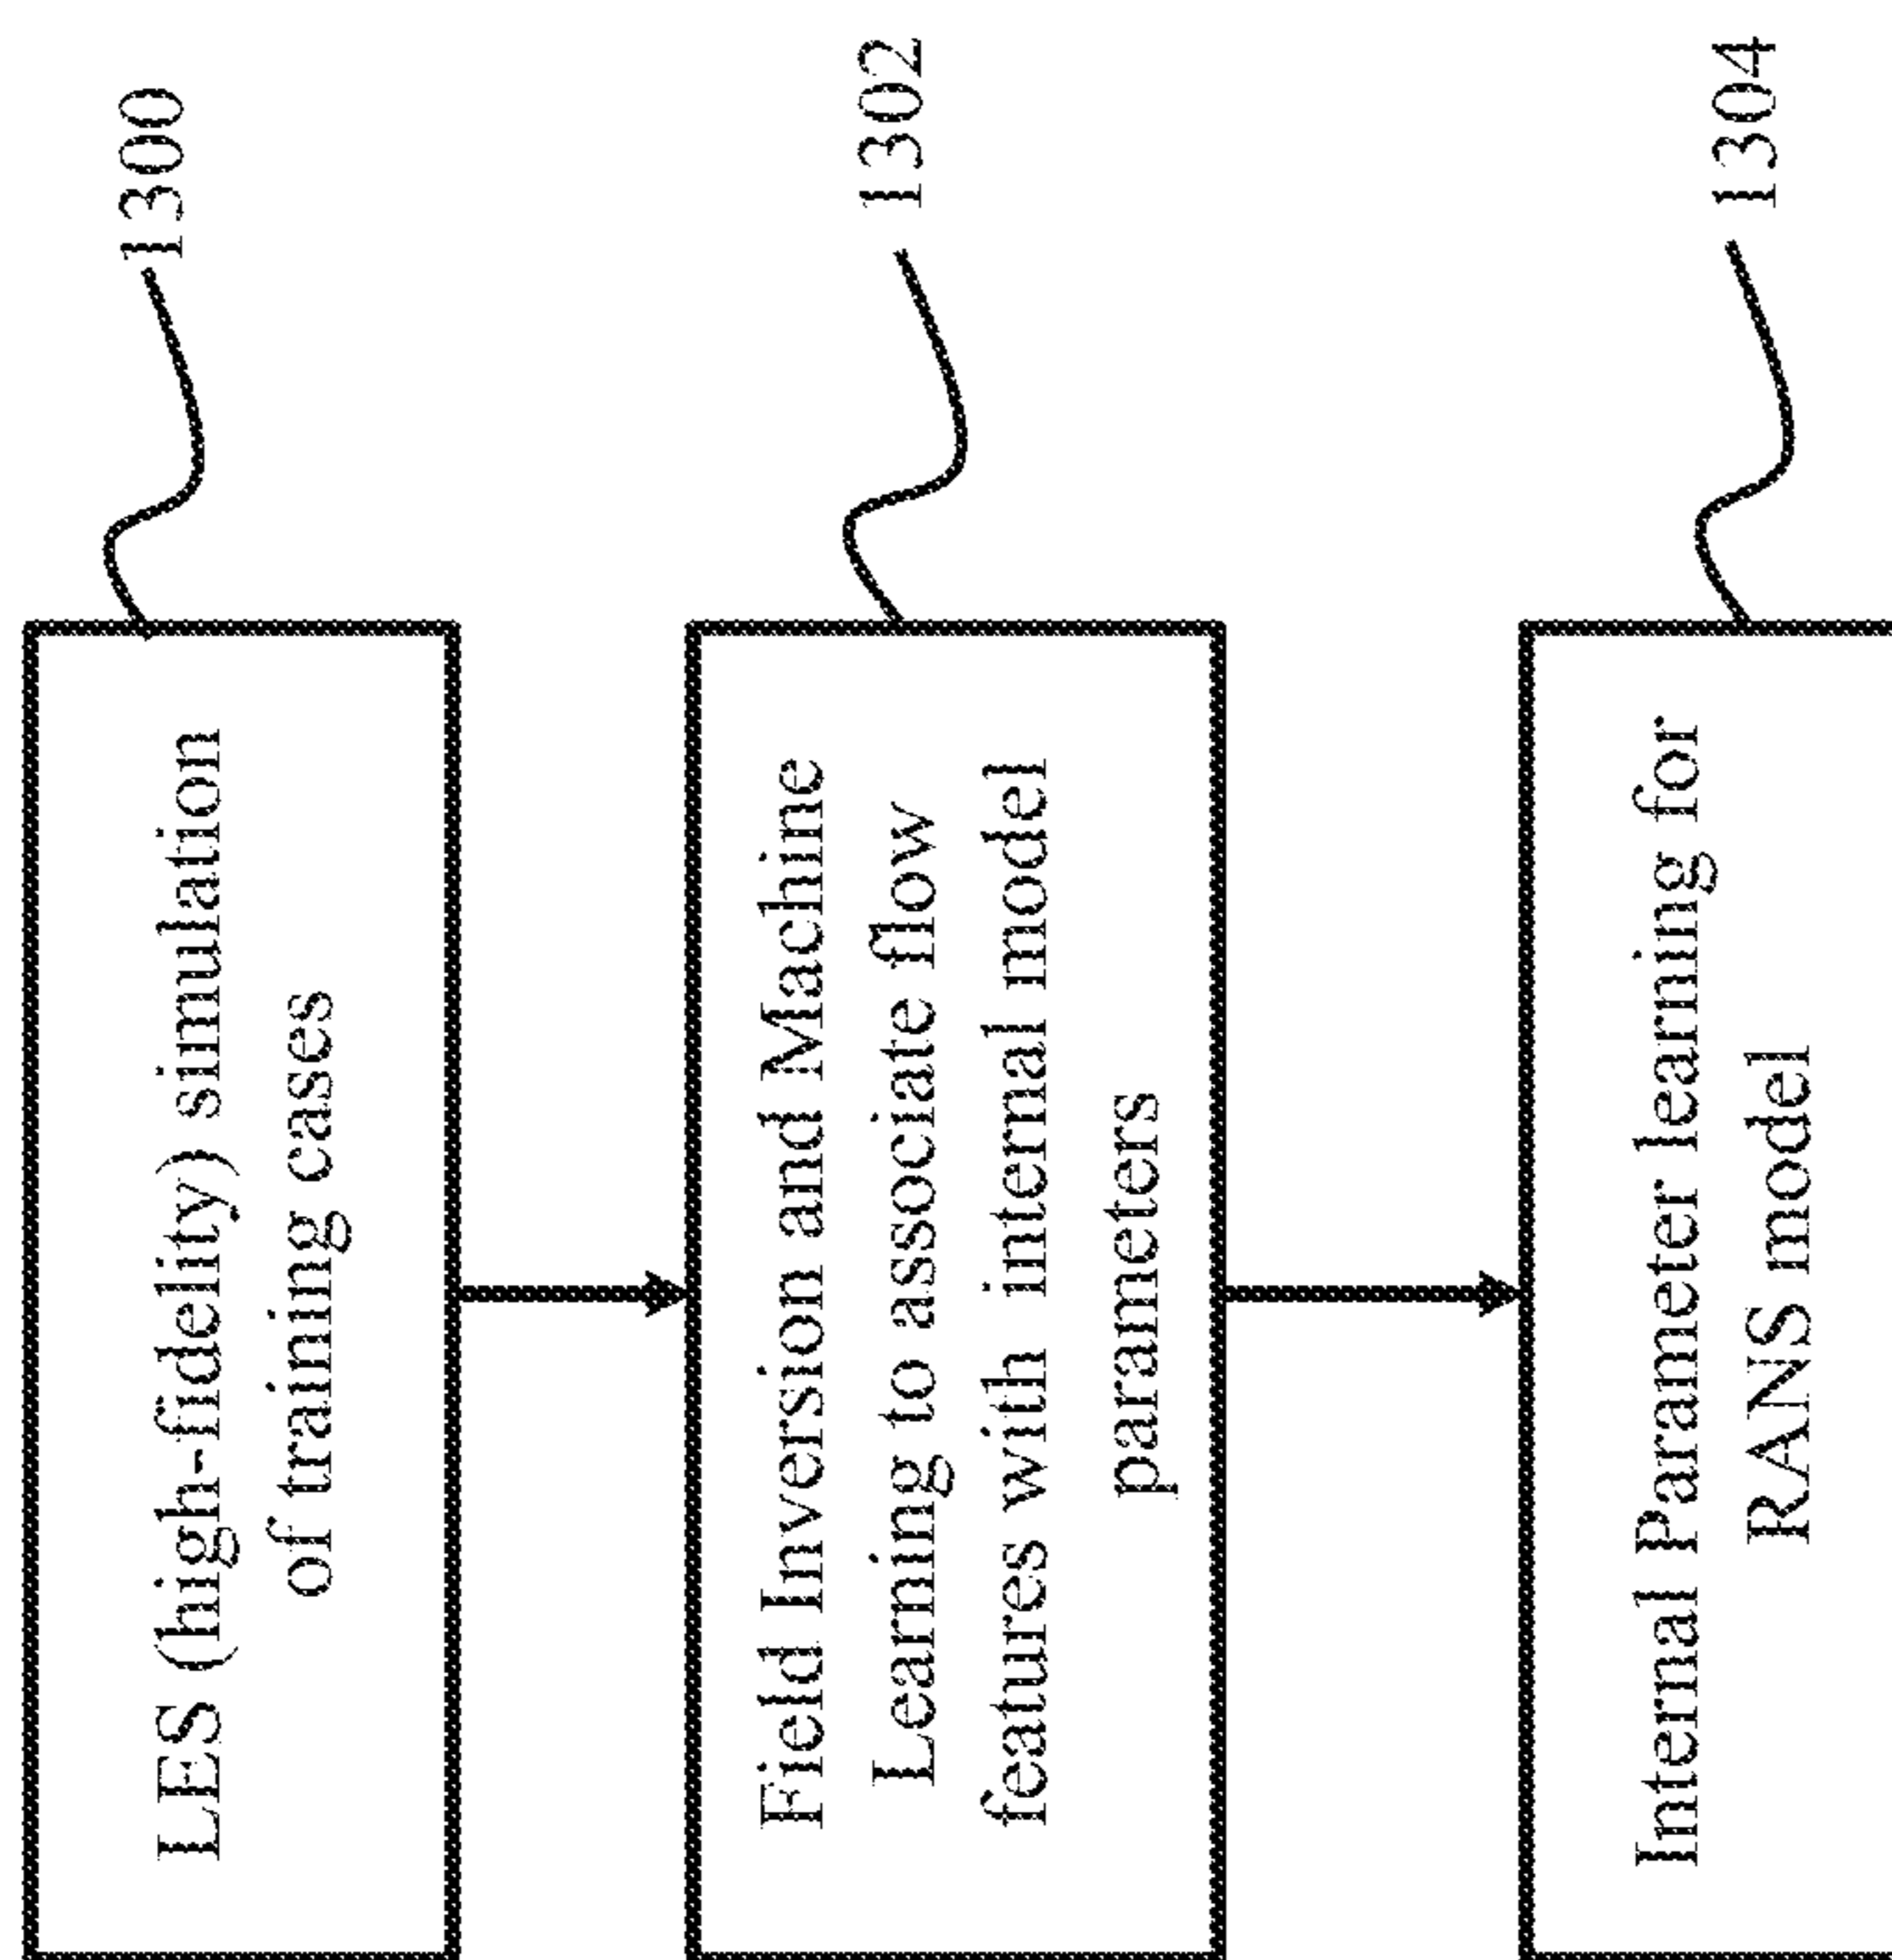 LES (high-fidelity) simulation
of training cases
1300
Field Inversion and Machine
Learning to associate flow
features with internal model
parameters
1302
Internal Parameter learning for
RANS model
1304